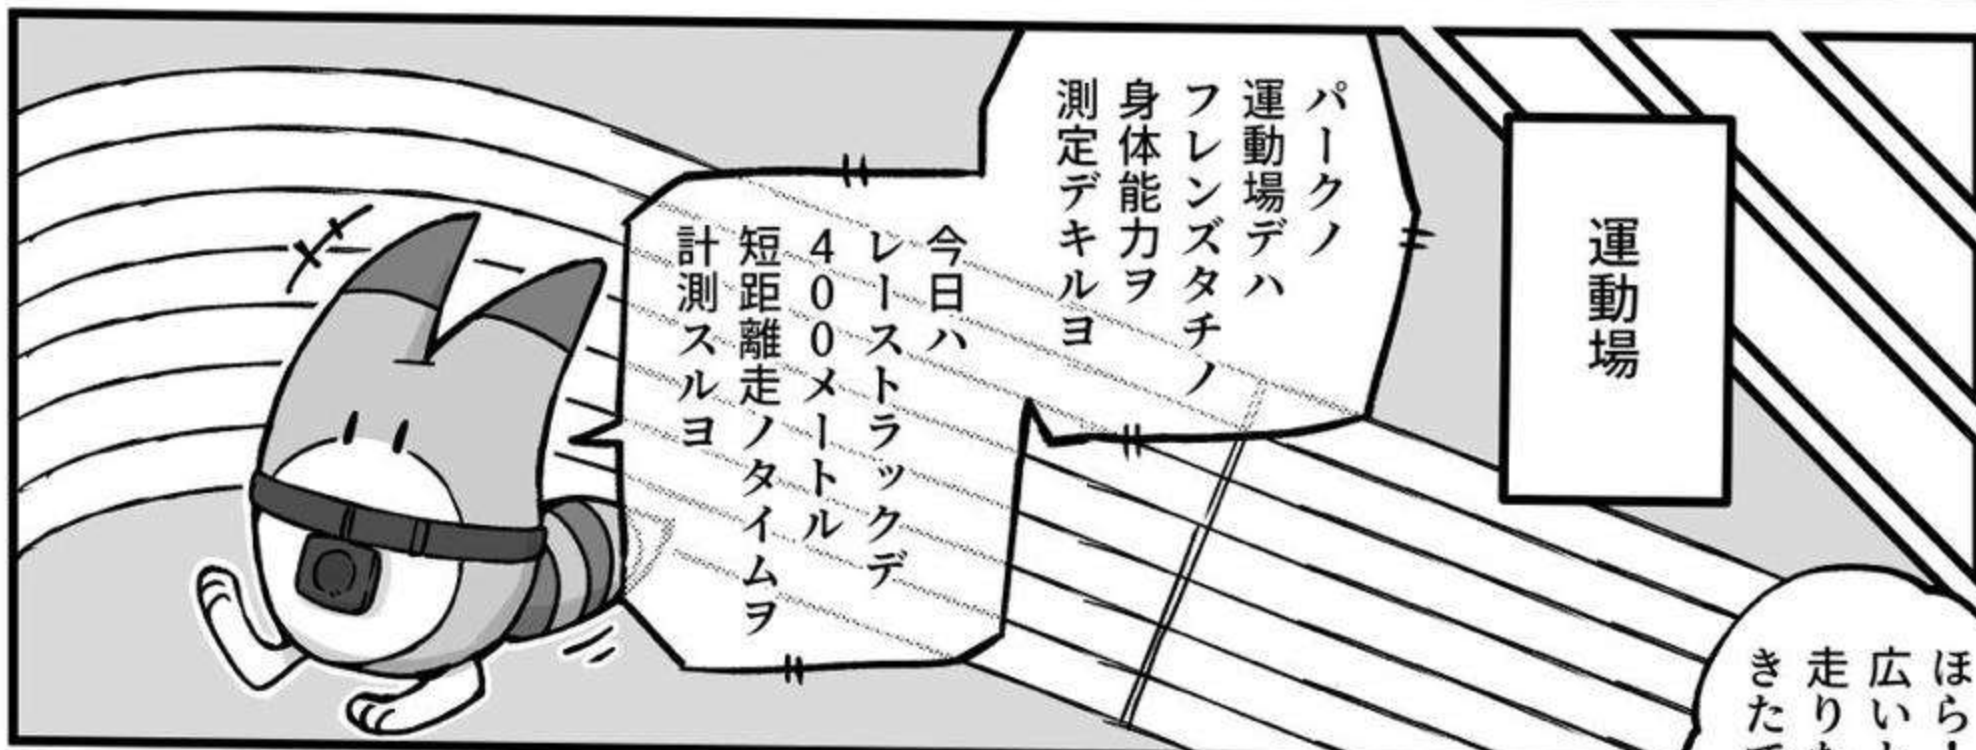 運動場
パークノ
運動場デハ
フレンズタチノ
身体能力ヲ
測定デキルヨ
今日ハ
レーストラックデ
400メートル
短距離走ノタイムヲ
計測スルヨ
ほら!
広い
走り
きた